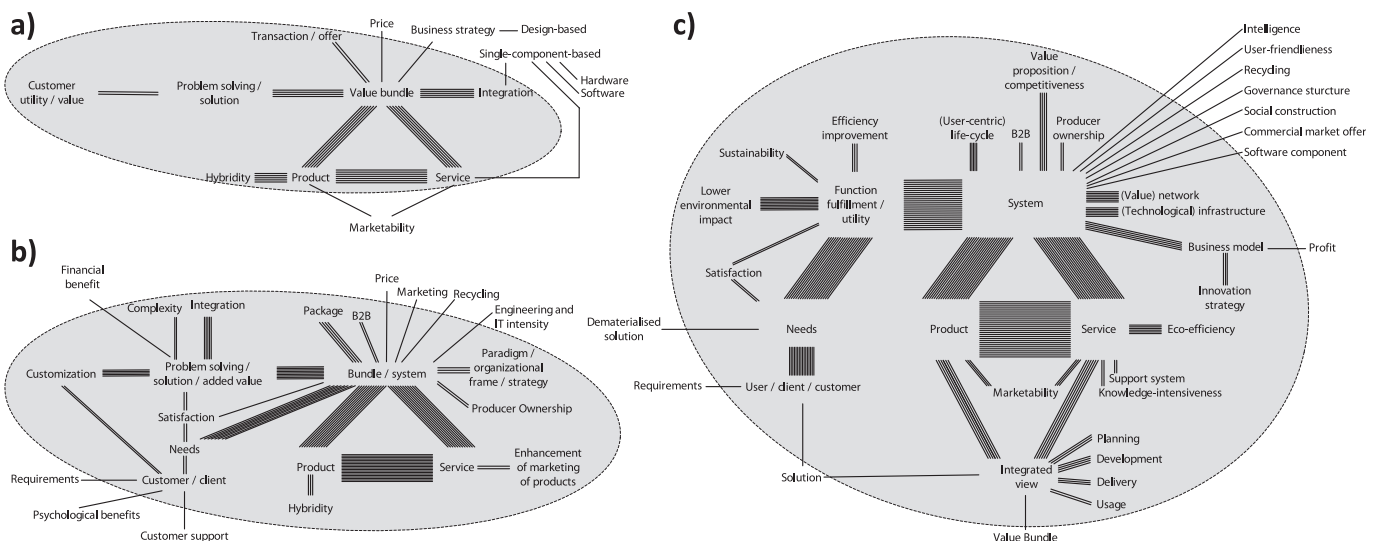 a)
Price
Transaction / offer
Business strategy
Design-based
Single-component-based
Hardware
Software
Customer
utility / value
Problem solving /
solution
Value bundle
Integration
Hybridity
Product
Service
Marketability
b)
Financial
benefit
Complexity
Integration
Package
B2B
Price
Marketing
Recycling
Engineering and
IT intensity
Customization
Problem solving /
solution / added value
Bundle / system
Paradigm /
organizational
frame / strategy
Satisfaction
Producer Ownership
Needs
Requirements
Customer / client
Product
Service
Enhancement
of marketing
of products
Hybridity
Psychological benefits
Customer support
c)
Intelligence
User-friendlieness
Recycling
Governance sturcture
Social construction
Commercial market offer
Software component
Value
proposition /
competitiveness
Efficiency
improvement
(User-centric)
life-cycle
B2B
Producer
ownership
Sustainability
Lower
environmental
impact
Function
fulfillment /
utility
System
(Value) network
(Technological) infrastructure
Business model
Profit
Innovation
strategy
Satisfaction
Dematerialised
solution
Needs
Product
Service
Eco-efficiency
Requirements
User / client / customer
Marketability
Support system
Knowledge-intensiveness
Solution
Integrated
view
Planning
Development
Delivery
Usage
Value Bundle